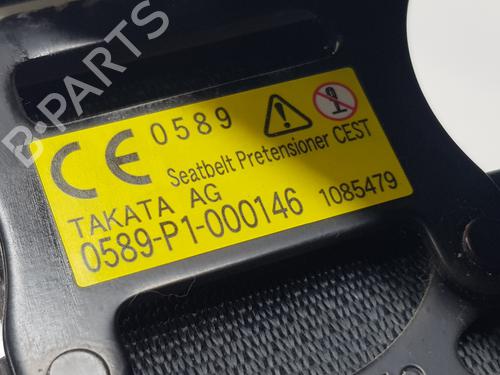 B-PARTS
CE 0589
Seatbelt Pretensioner CEST
TAKATA AG
0589-P1-000146 1085479